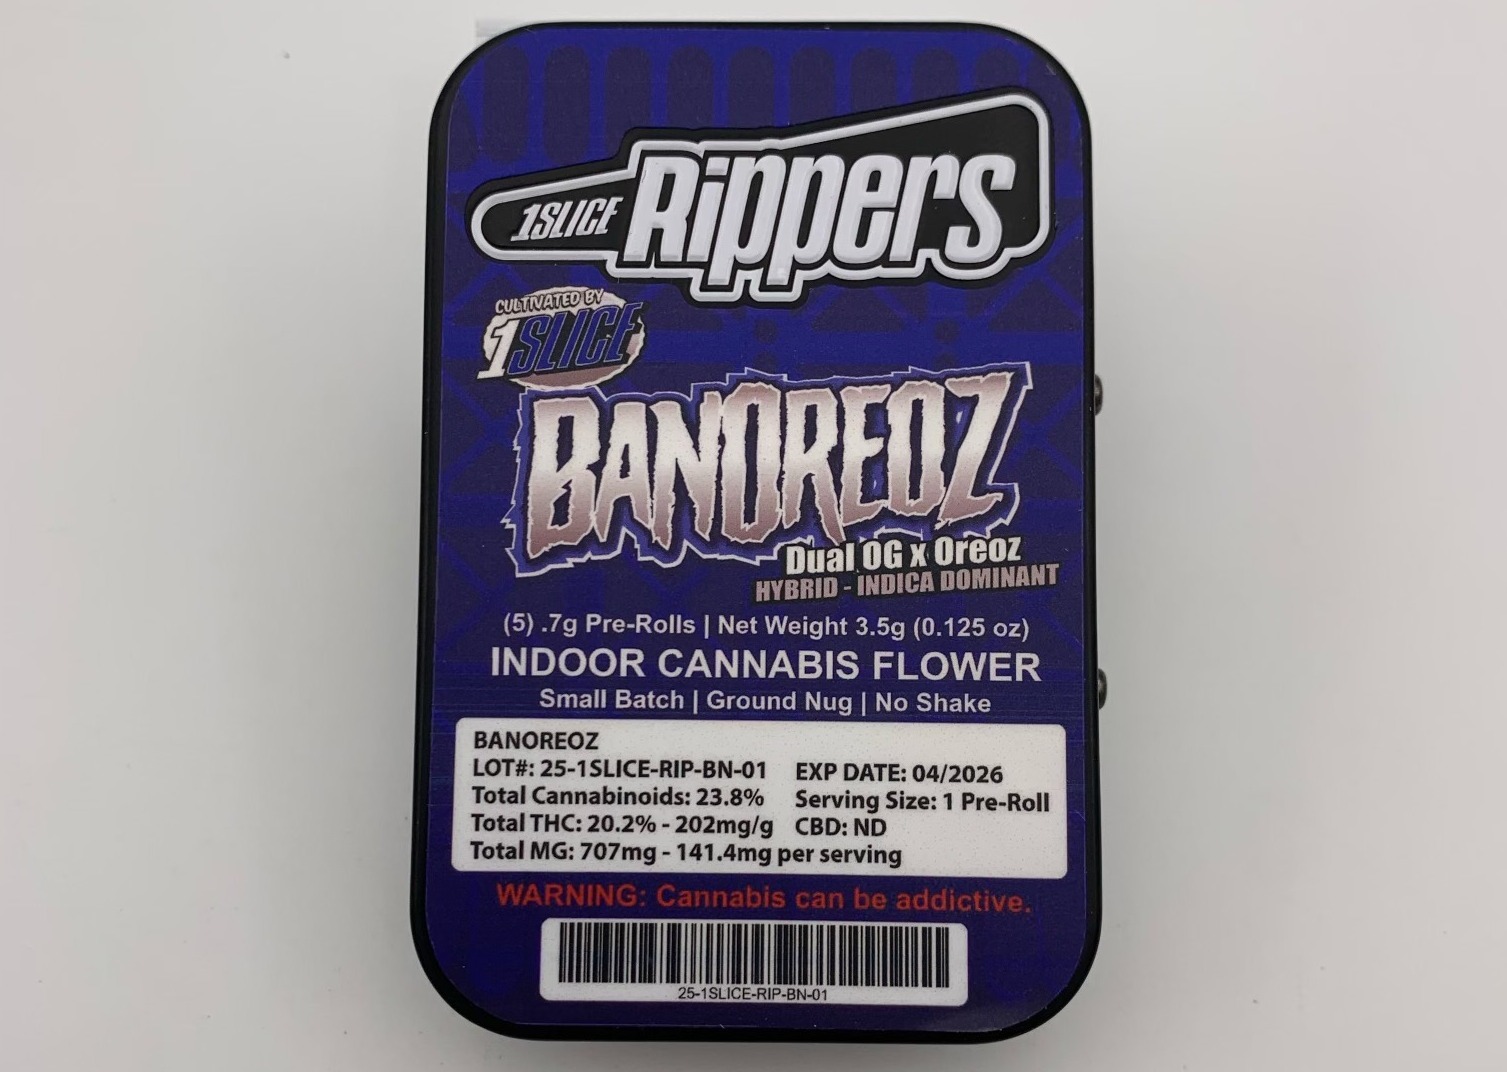 1SLICE Rippers
CULTIVATED BY
1SLICE
BANOREOZ
Dual OG x Oreoz
HYBRID - INDICA DOMINANT
(5) .7g Pre-Rolls | Net Weight 3.5g (0.125 oz)
INDOOR CANNABIS FLOWER
Small Batch | Ground Nug | No Shake
BANOREOZ
LOT#: 25-1SLICE-RIP-BN-01 EXP DATE: 04/2026
Total Cannabinoids: 23.8% Serving Size: 1 Pre-Roll
Total THC: 20.2% - 202mg/g CBD: ND
Total MG: 707mg - 141.4mg per serving
WARNING: Cannabis can be addictive.
25-1SLICE-RIP-BN-01